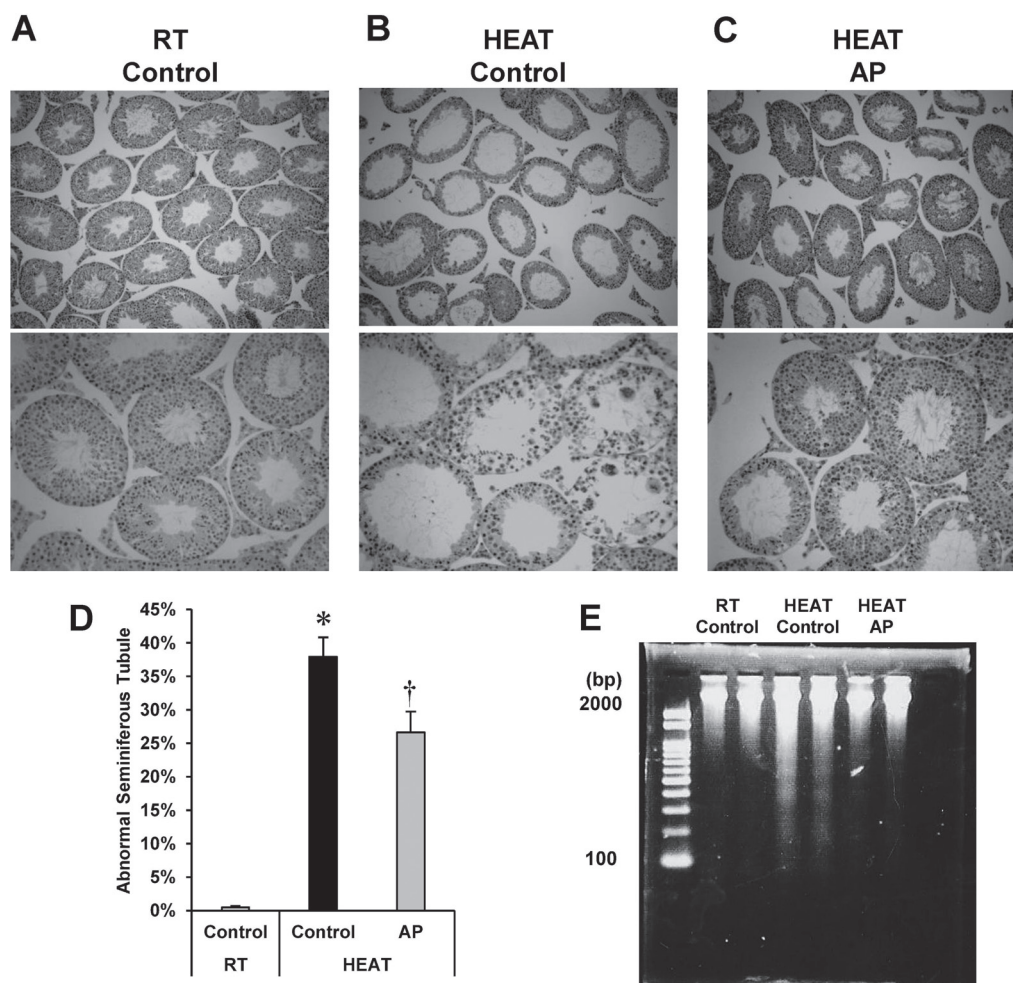 A
RT
Control
B
HEAT
Control
C
HEAT
AP
D
Abnormal Seminiferous Tubule
45%
40%
35%
30%
25%
20%
15%
10%
5%
0%
*
†
Control
Control
AP
RT
HEAT
E
RT
Control
HEAT
Control
HEAT
AP
(bp)
2000
100